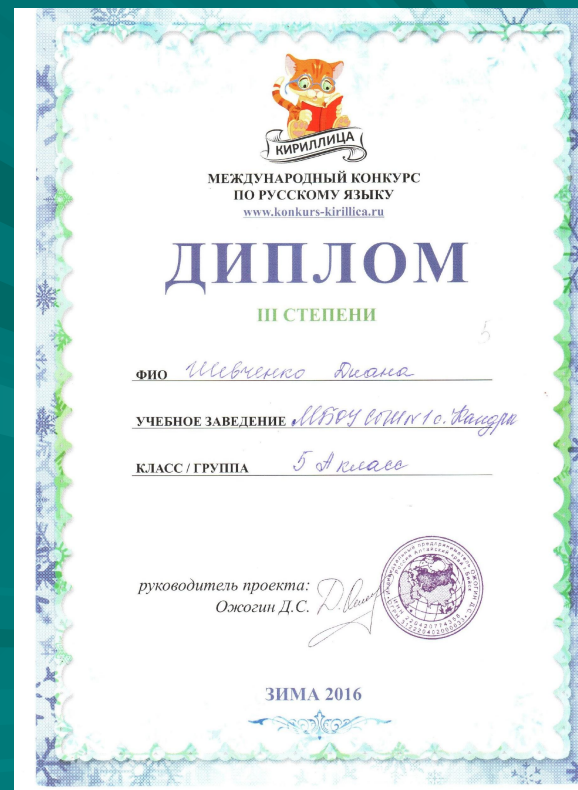 КИРИЛЛИЦА
МЕЖДУНАРОДНЫЙ КОНКУРС
ПО РУССКОМУ ЯЗЫКУ
www.konkurs-kirillica.ru
ДИПЛОМ
III СТЕПЕНИ
5
ФИО Шевченко Диана
УЧЕБНОЕ ЗАВЕДЕНИЕ МБОУ СОШ №1 с. Кандры
КЛАСС / ГРУППА 5 А класс
руководитель проекта:
Ожогин Д.С.
ЗИМА 2016